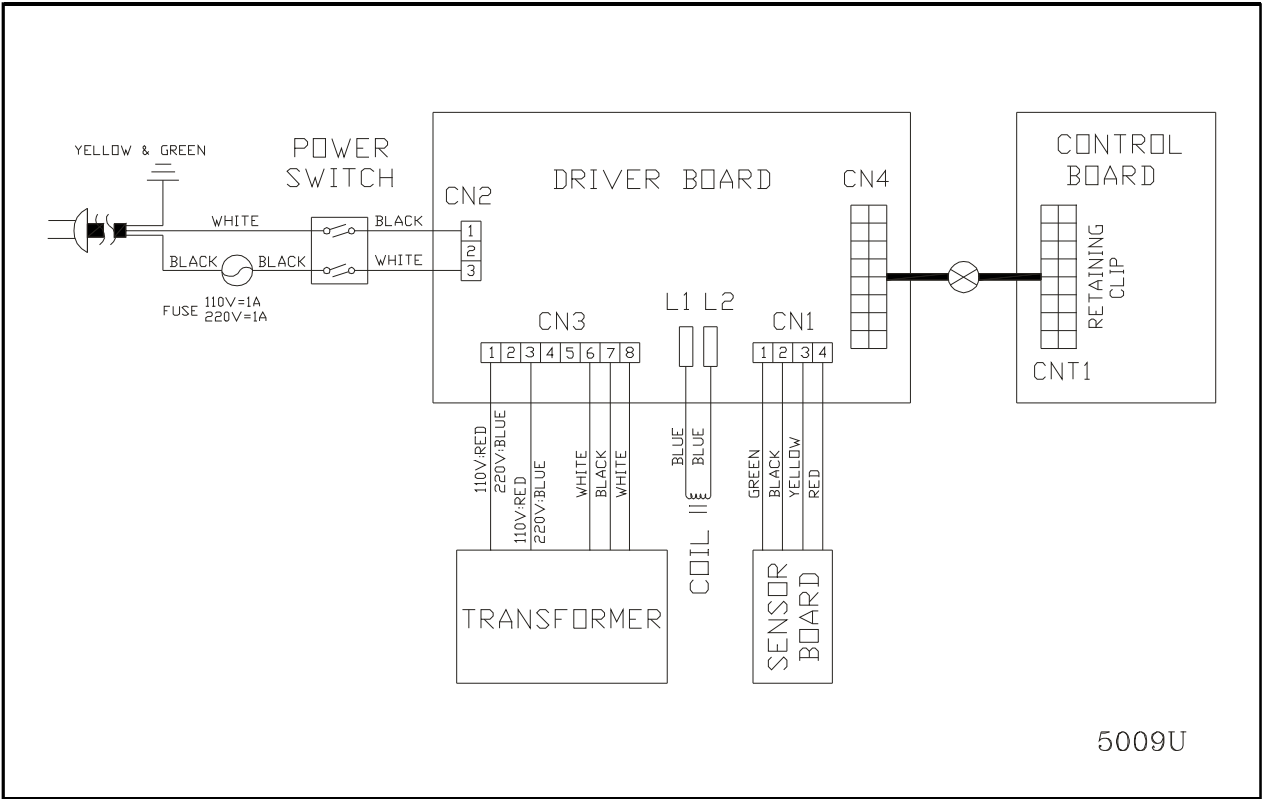 YELLOW & GREEN
POWER
SWITCH
WHITE
BLACK
BLACK
BLACK
WHITE
FUSE
110V=1A
220V=1A
CN2
1
2
3
DRIVER BOARD
CN4
CONTROL
BOARD
RETAINING
CLIP
CNT1
CN3
1 2 3 4 5 6 7 8
L1 L2
CN1
1 2 3 4
110V:RED
220V:BLUE
110V:RED
220V:BLUE
WHITE
BLACK
WHITE
BLUE
BLUE
GREEN
BLACK
YELLOW
RED
TRANSFORMER
COIL
SENSOR
BOARD
5009U